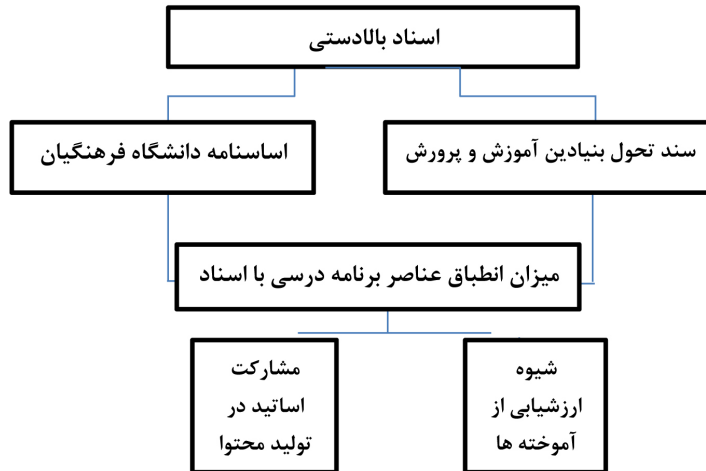 اسناد بالادستی
سند تحول بنیادین آموزش و پرورش
اساسنامه دانشگاه فرهنگیان
میزان انطباق عناصر برنامه درسی با اسناد
شیوه
ارزشیابی از
آموخته ها
مشارکت
اساتید در
تولید محتوا